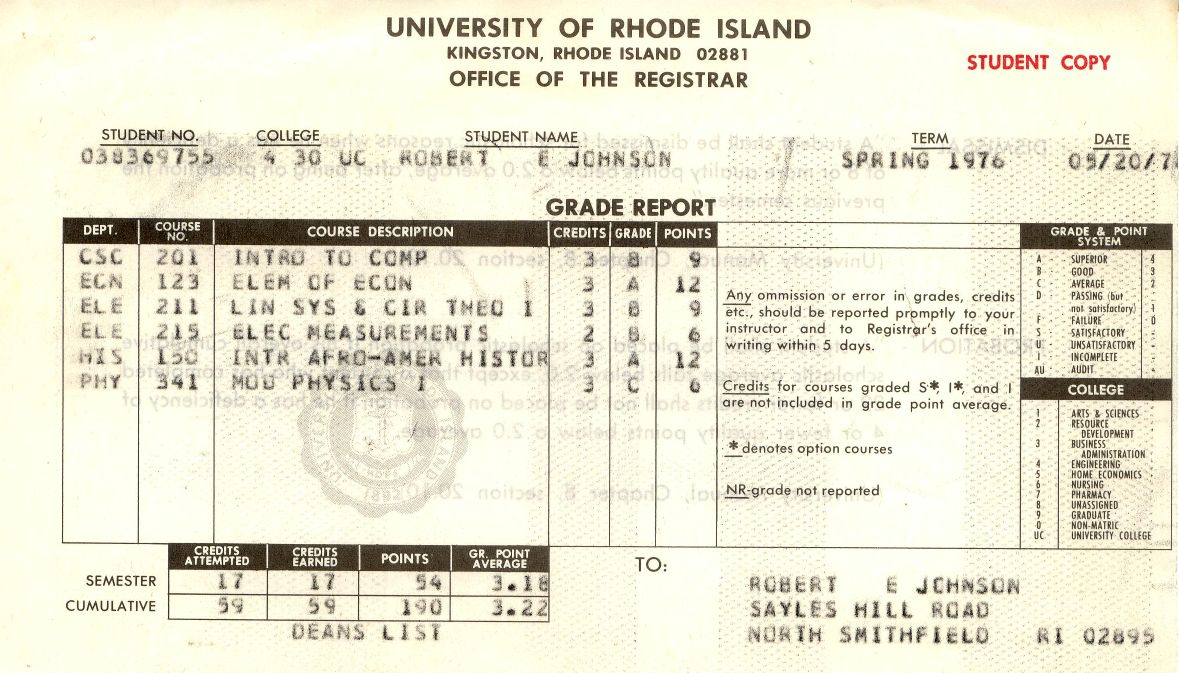 UNIVERSITY OF RHODE ISLAND
KINGSTON, RHODE ISLAND 02881
OFFICE OF THE REGISTRAR
STUDENT COPY
STUDENT NO. COLLEGE STUDENT NAME TERM DATE
038369755 4 30 UC ROBERT E JOHNSON SPRING 1976 05/20/7
GRADE REPORT
DEPT. COURSE NO. COURSE DESCRIPTION CREDITS GRADE POINTS
CSC 201 INTRO TO COMP 3 B 9
ECN 123 ELEM OF ECON 3 A 12
ELE 211 LIN SYS & CIR THEO I 3 B 9
ELE 215 ELEC MEASUREMENTS 2 B 6
HIS 150 INTR AFRO-AMER HISTOR 3 A 12
PHY 341 MOD PHYSICS I 3 C 6
Any ommission or error in grades, credits
etc., should be reported promptly to your
instructor and to Registrar's office in
writing within 5 days.
Credits for courses graded S* I*, and I
are not included in grade point average.
*denotes option courses
NR-grade not reported
GRADE & POINT
SYSTEM
A SUPERIOR 4
B GOOD 3
C AVERAGE 2
D PASSING (but
not satisfactory) 1
F FAILURE 0
S SATISFACTORY -
U UNSATISFACTORY -
I INCOMPLETE -
AU AUDIT -
COLLEGE
1 ARTS & SCIENCES
2 RESOURCE
DEVELOPMENT
3 BUSINESS
ADMINISTRATION
4 ENGINEERING
5 HOME ECONOMICS
6 NURSING
7 PHARMACY
8 UNASSIGNED
9 GRADUATE
0 NON-MATRIC
UC UNIVERSITY COLLEGE
CREDITS ATTEMPTED CREDITS EARNED POINTS GR. POINT AVERAGE
SEMESTER 17 17 54 3.18
CUMULATIVE 59 59 190 3.22
DEANS LIST
TO:
ROBERT E JOHNSON
SAYLES HILL ROAD
NORTH SMITHFIELD RI 02895